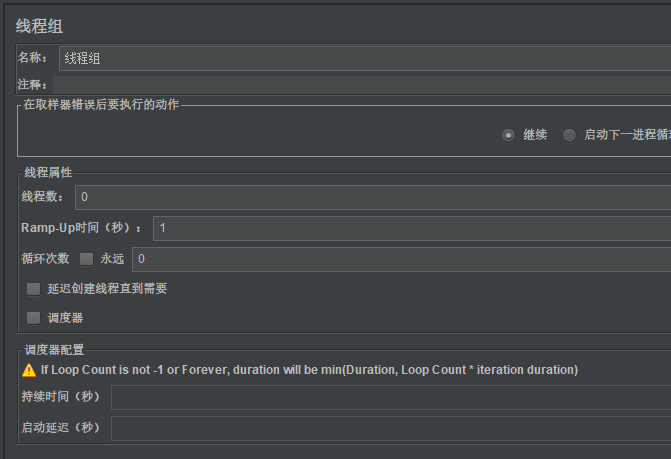 线程组
名称： 线程组
注释：
在取样器错误后要执行的动作
继续 启动下一进程循
线程属性
线程数： 0
Ramp-Up时间（秒）： 1
循环次数 永远 0
延迟创建线程直到需要
调度器
调度器配置
If Loop Count is not -1 or Forever, duration will be min(Duration, Loop Count * iteration duration)
持续时间（秒）
启动延迟（秒）